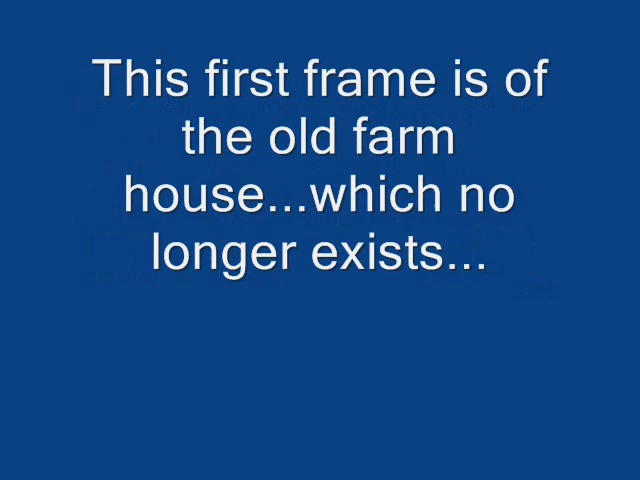 This first frame is of
the old farm
house...which no
longer exists...